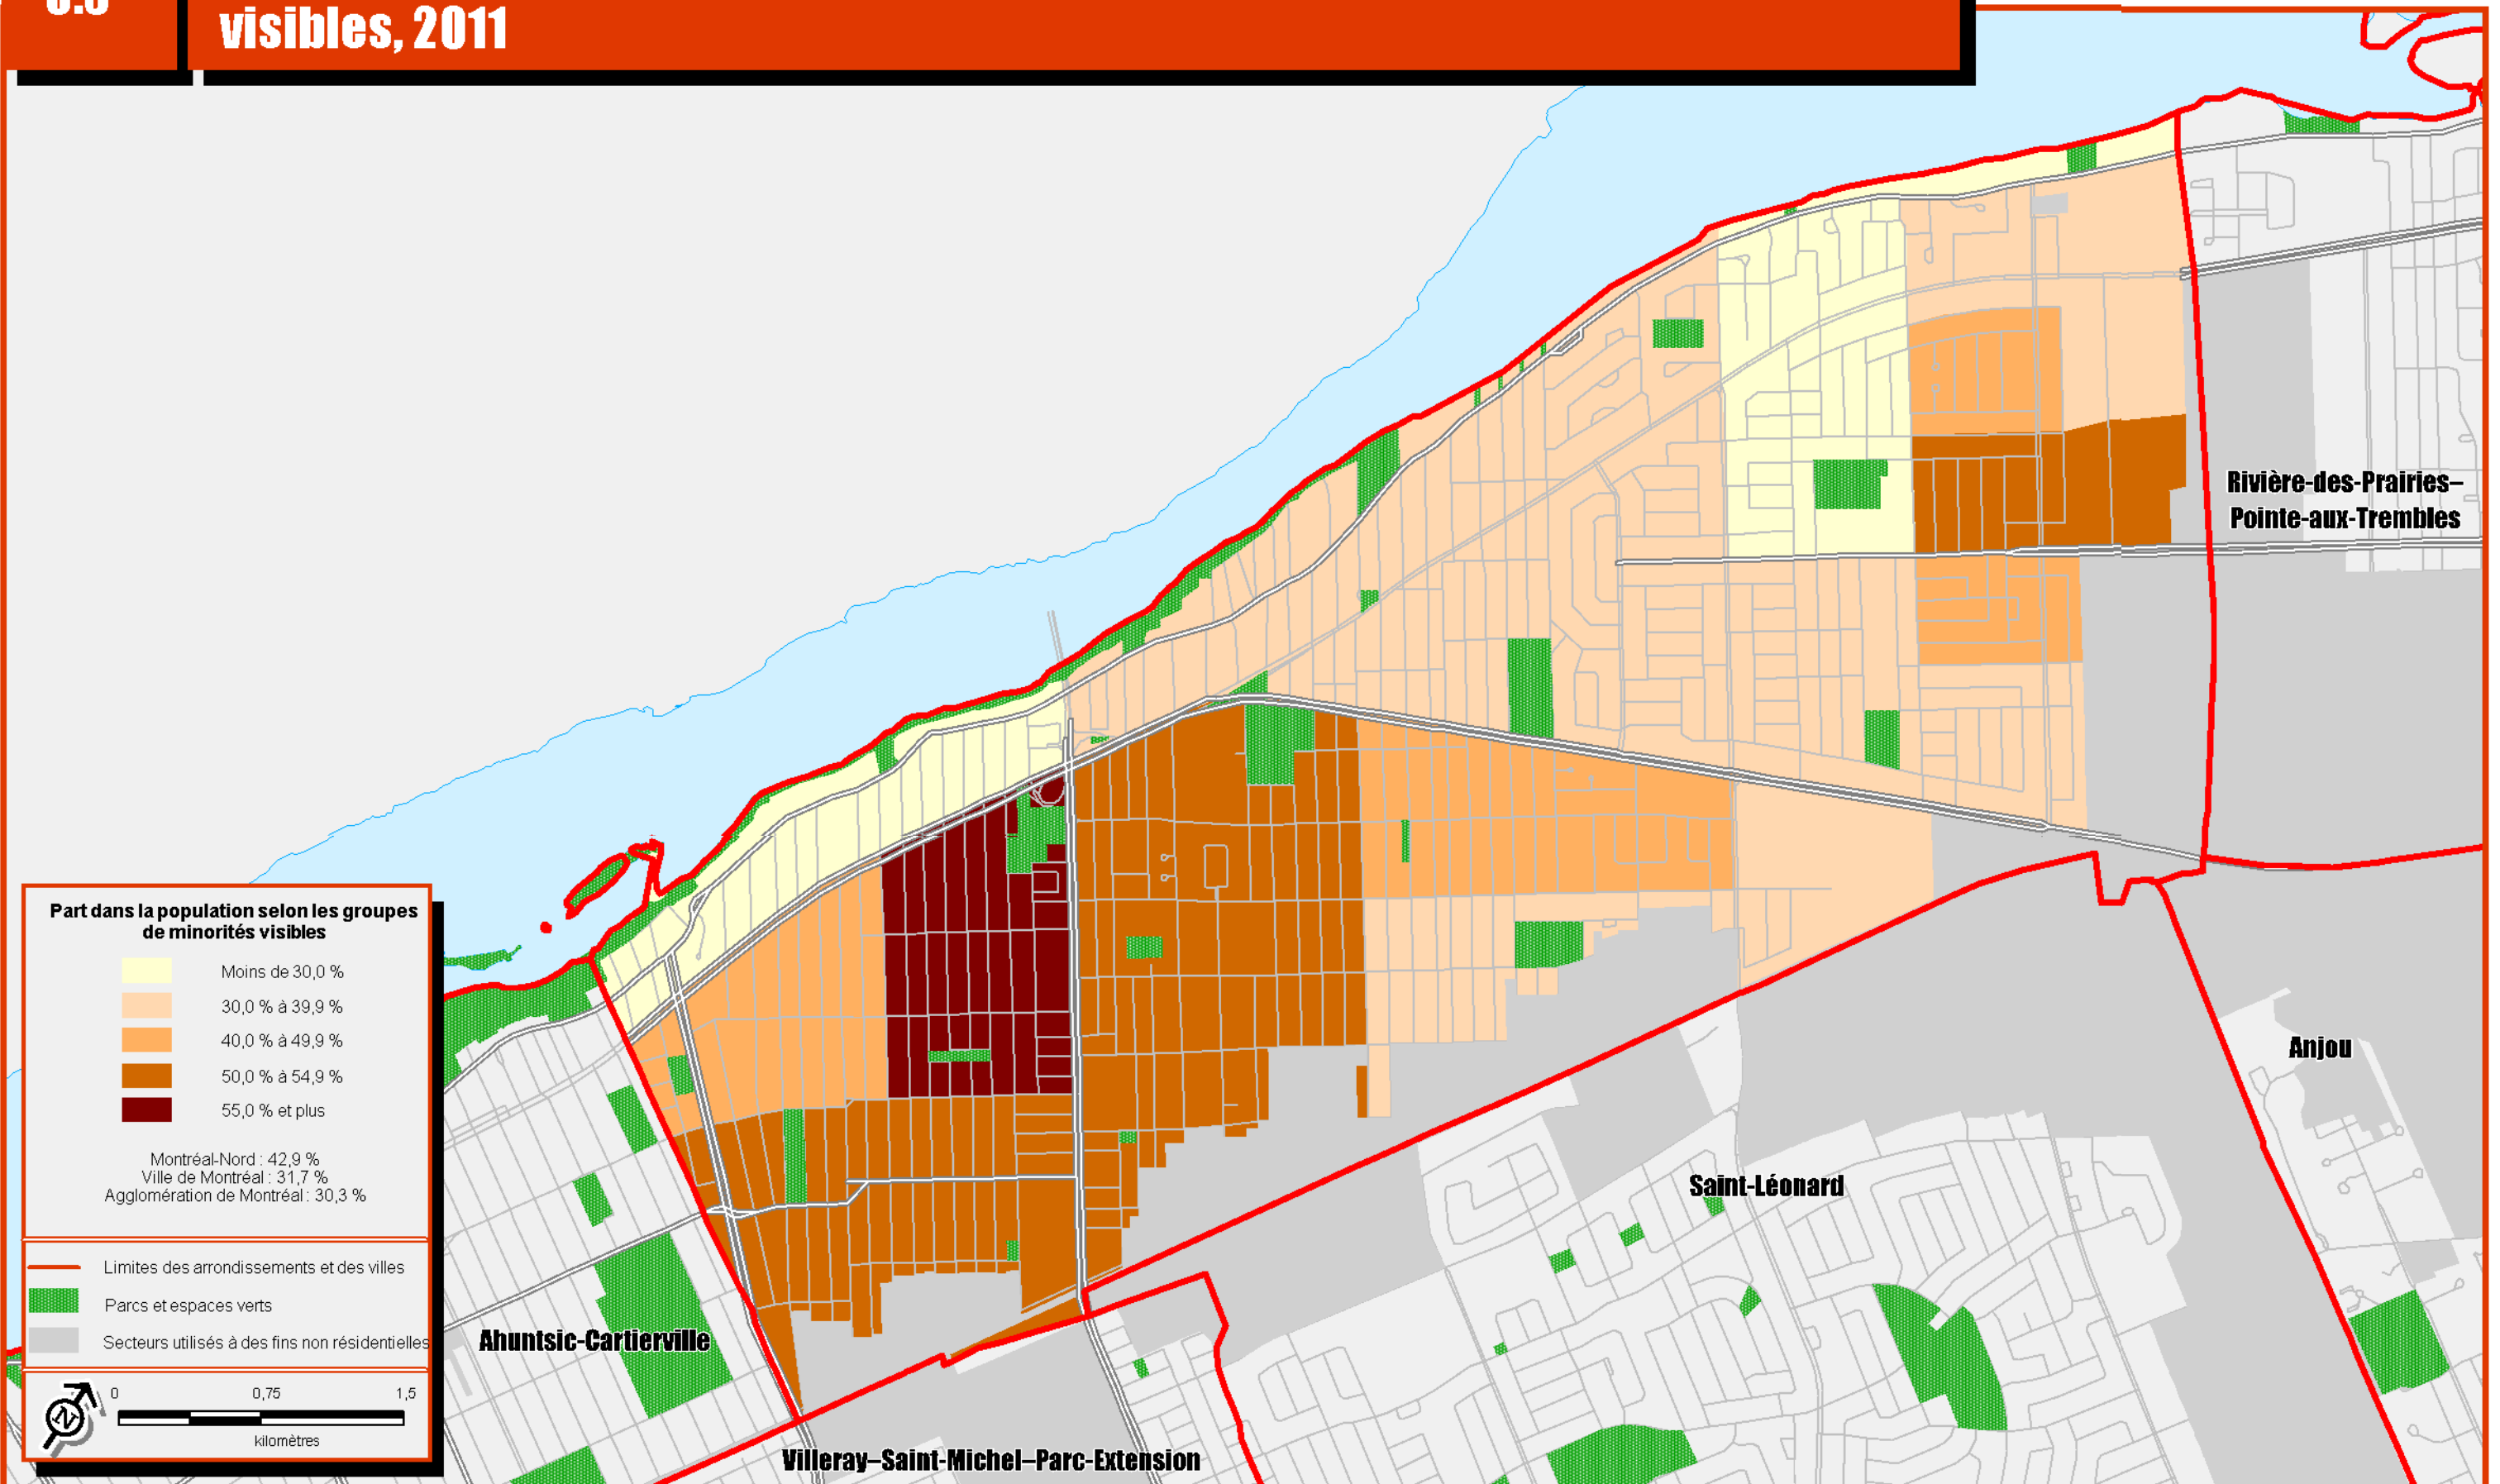 visibles, 2011
Rivière-des-Prairies–
Pointe-aux-Trembles
Anjou
Saint-Léonard
Ahuntsic-Cartierville
Villeray–Saint-Michel–Parc-Extension
Part dans la population selon les groupes
de minorités visibles
Moins de 30,0 %
30,0 % à 39,9 %
40,0 % à 49,9 %
50,0 % à 54,9 %
55,0 % et plus
Montréal-Nord : 42,9 %
Ville de Montréal : 31,7 %
Agglomération de Montréal : 30,3 %
Limites des arrondissements et des villes
Parcs et espaces verts
Secteurs utilisés à des fins non résidentielles
N
0 0,75 1,5
kilomètres